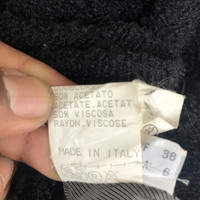 50% ACETATO
ACETATE.ACETAT
50% VISCOSA
RAYON,VISCOSE
MADE IN ITALY
F 38
6